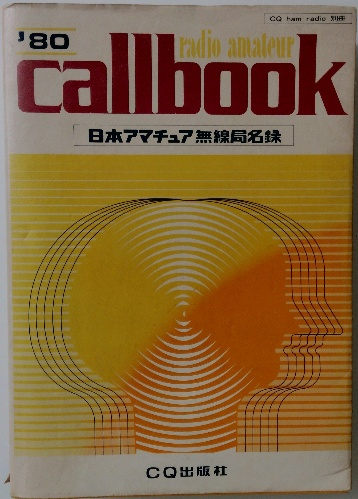 CQ ham radio 別冊
'80
radio amateur
callbook
日本アマチュア無線局名録
CQ出版社